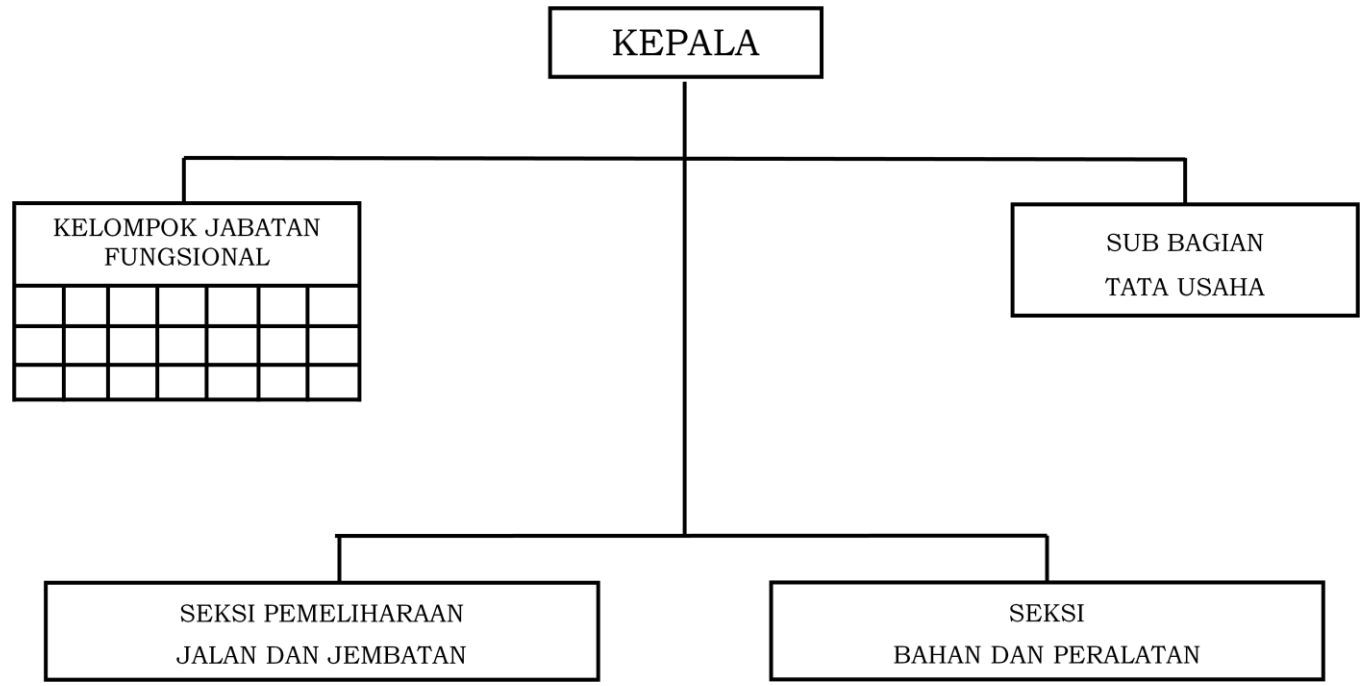 KEPALA
KELOMPOK JABATAN
FUNGSIONAL
SUB BAGIAN
TATA USAHA
SEKSI PEMELIHARAAN
JALAN DAN JEMBATAN
SEKSI
BAHAN DAN PERALATAN